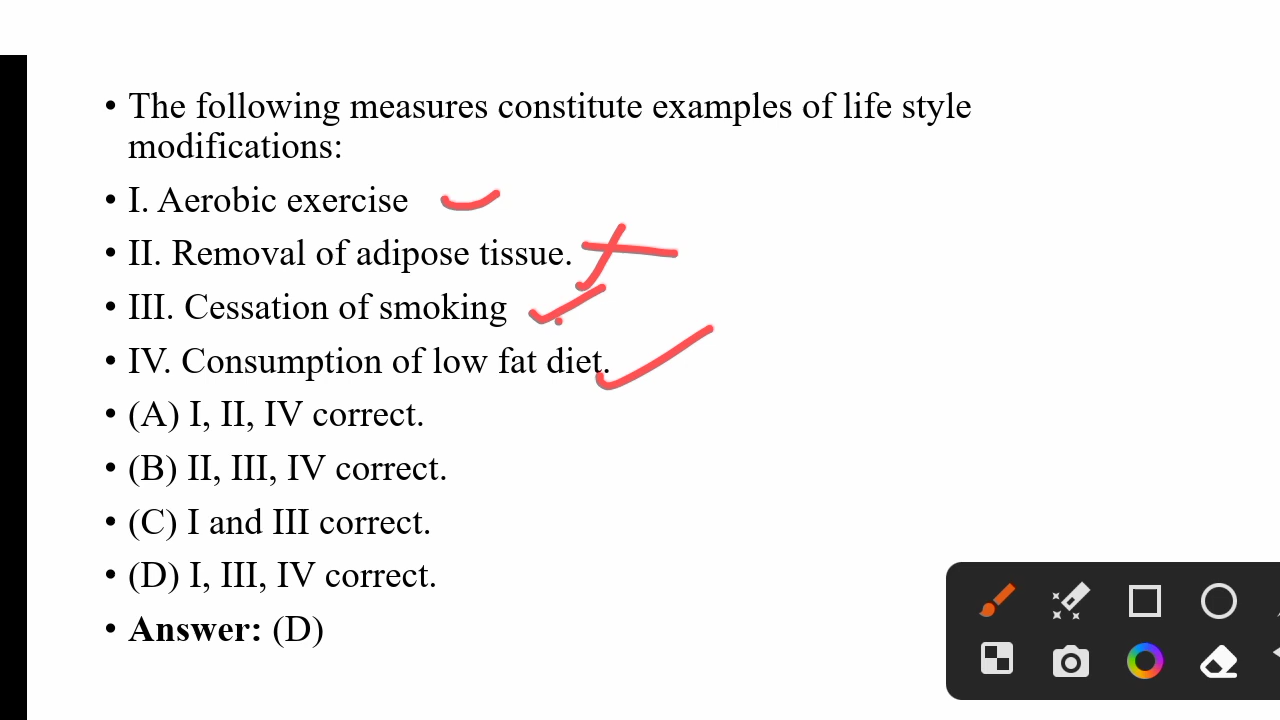 • The following measures constitute examples of life style
modifications:
• I. Aerobic exercise
• II. Removal of adipose tissue.
• III. Cessation of smoking
• IV. Consumption of low fat diet.
• (A) I, II, IV correct.
• (B) II, III, IV correct.
• (C) I and III correct.
• (D) I, III, IV correct.
• Answer: (D)